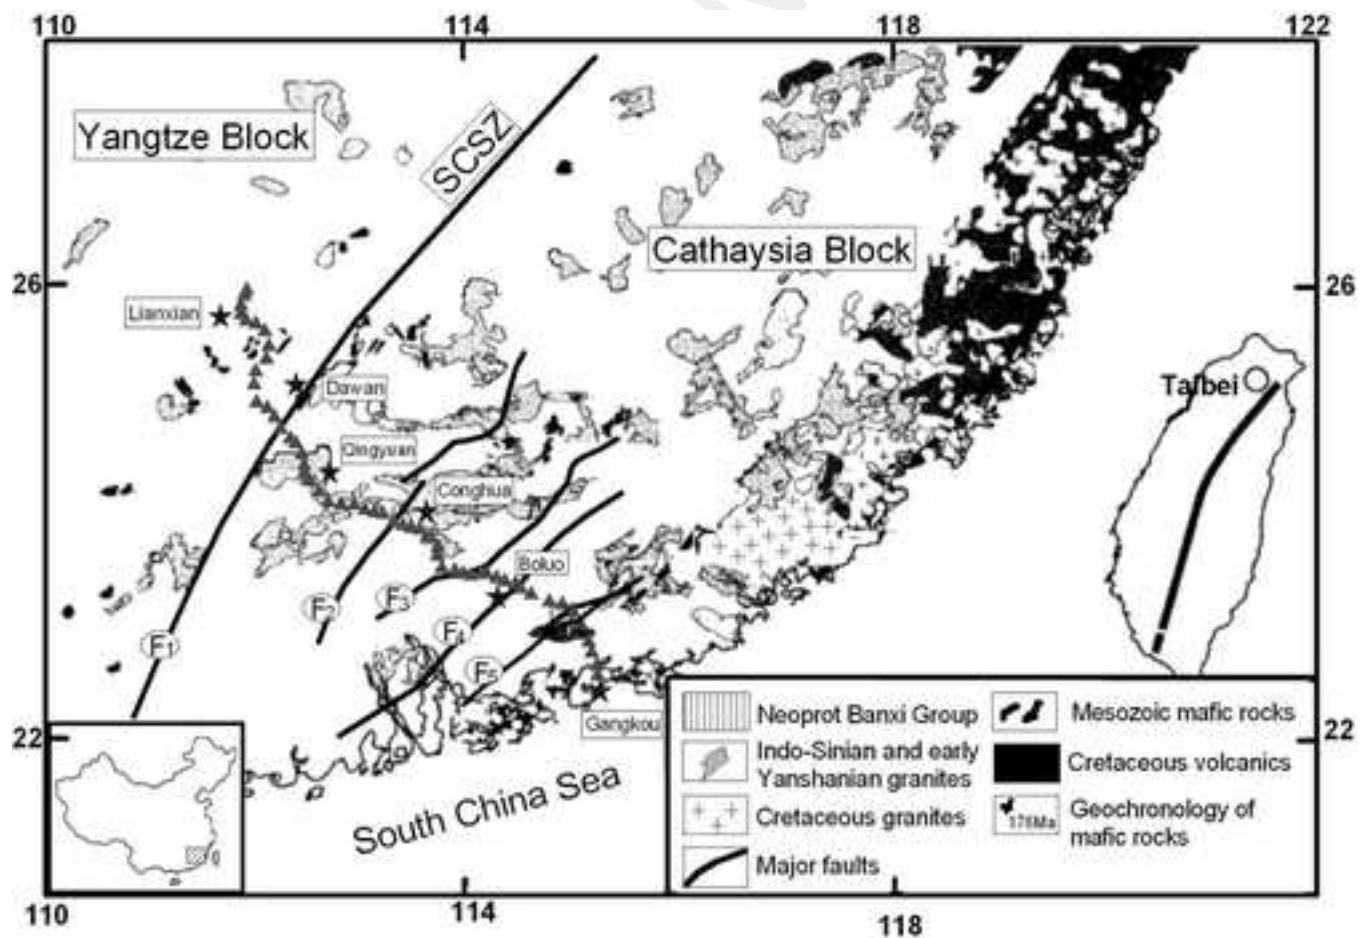 110
114
118
122
Yangtze Block
SCSZ
Cathaysia Block
26
26
Lianxian
Dawan
Taibei
Qingyuan
Conghua
Boluo
F1
F2
F3
F4
F5
Gangkou
22
22
South China Sea
Neoprot Banxi Group
Indo-Sinian and early
Yanshanian granites
Cretaceous granites
Major faults
Mesozoic mafic rocks
Cretaceous volcanics
176Ma
Geochronology of
mafic rocks
110
114
118